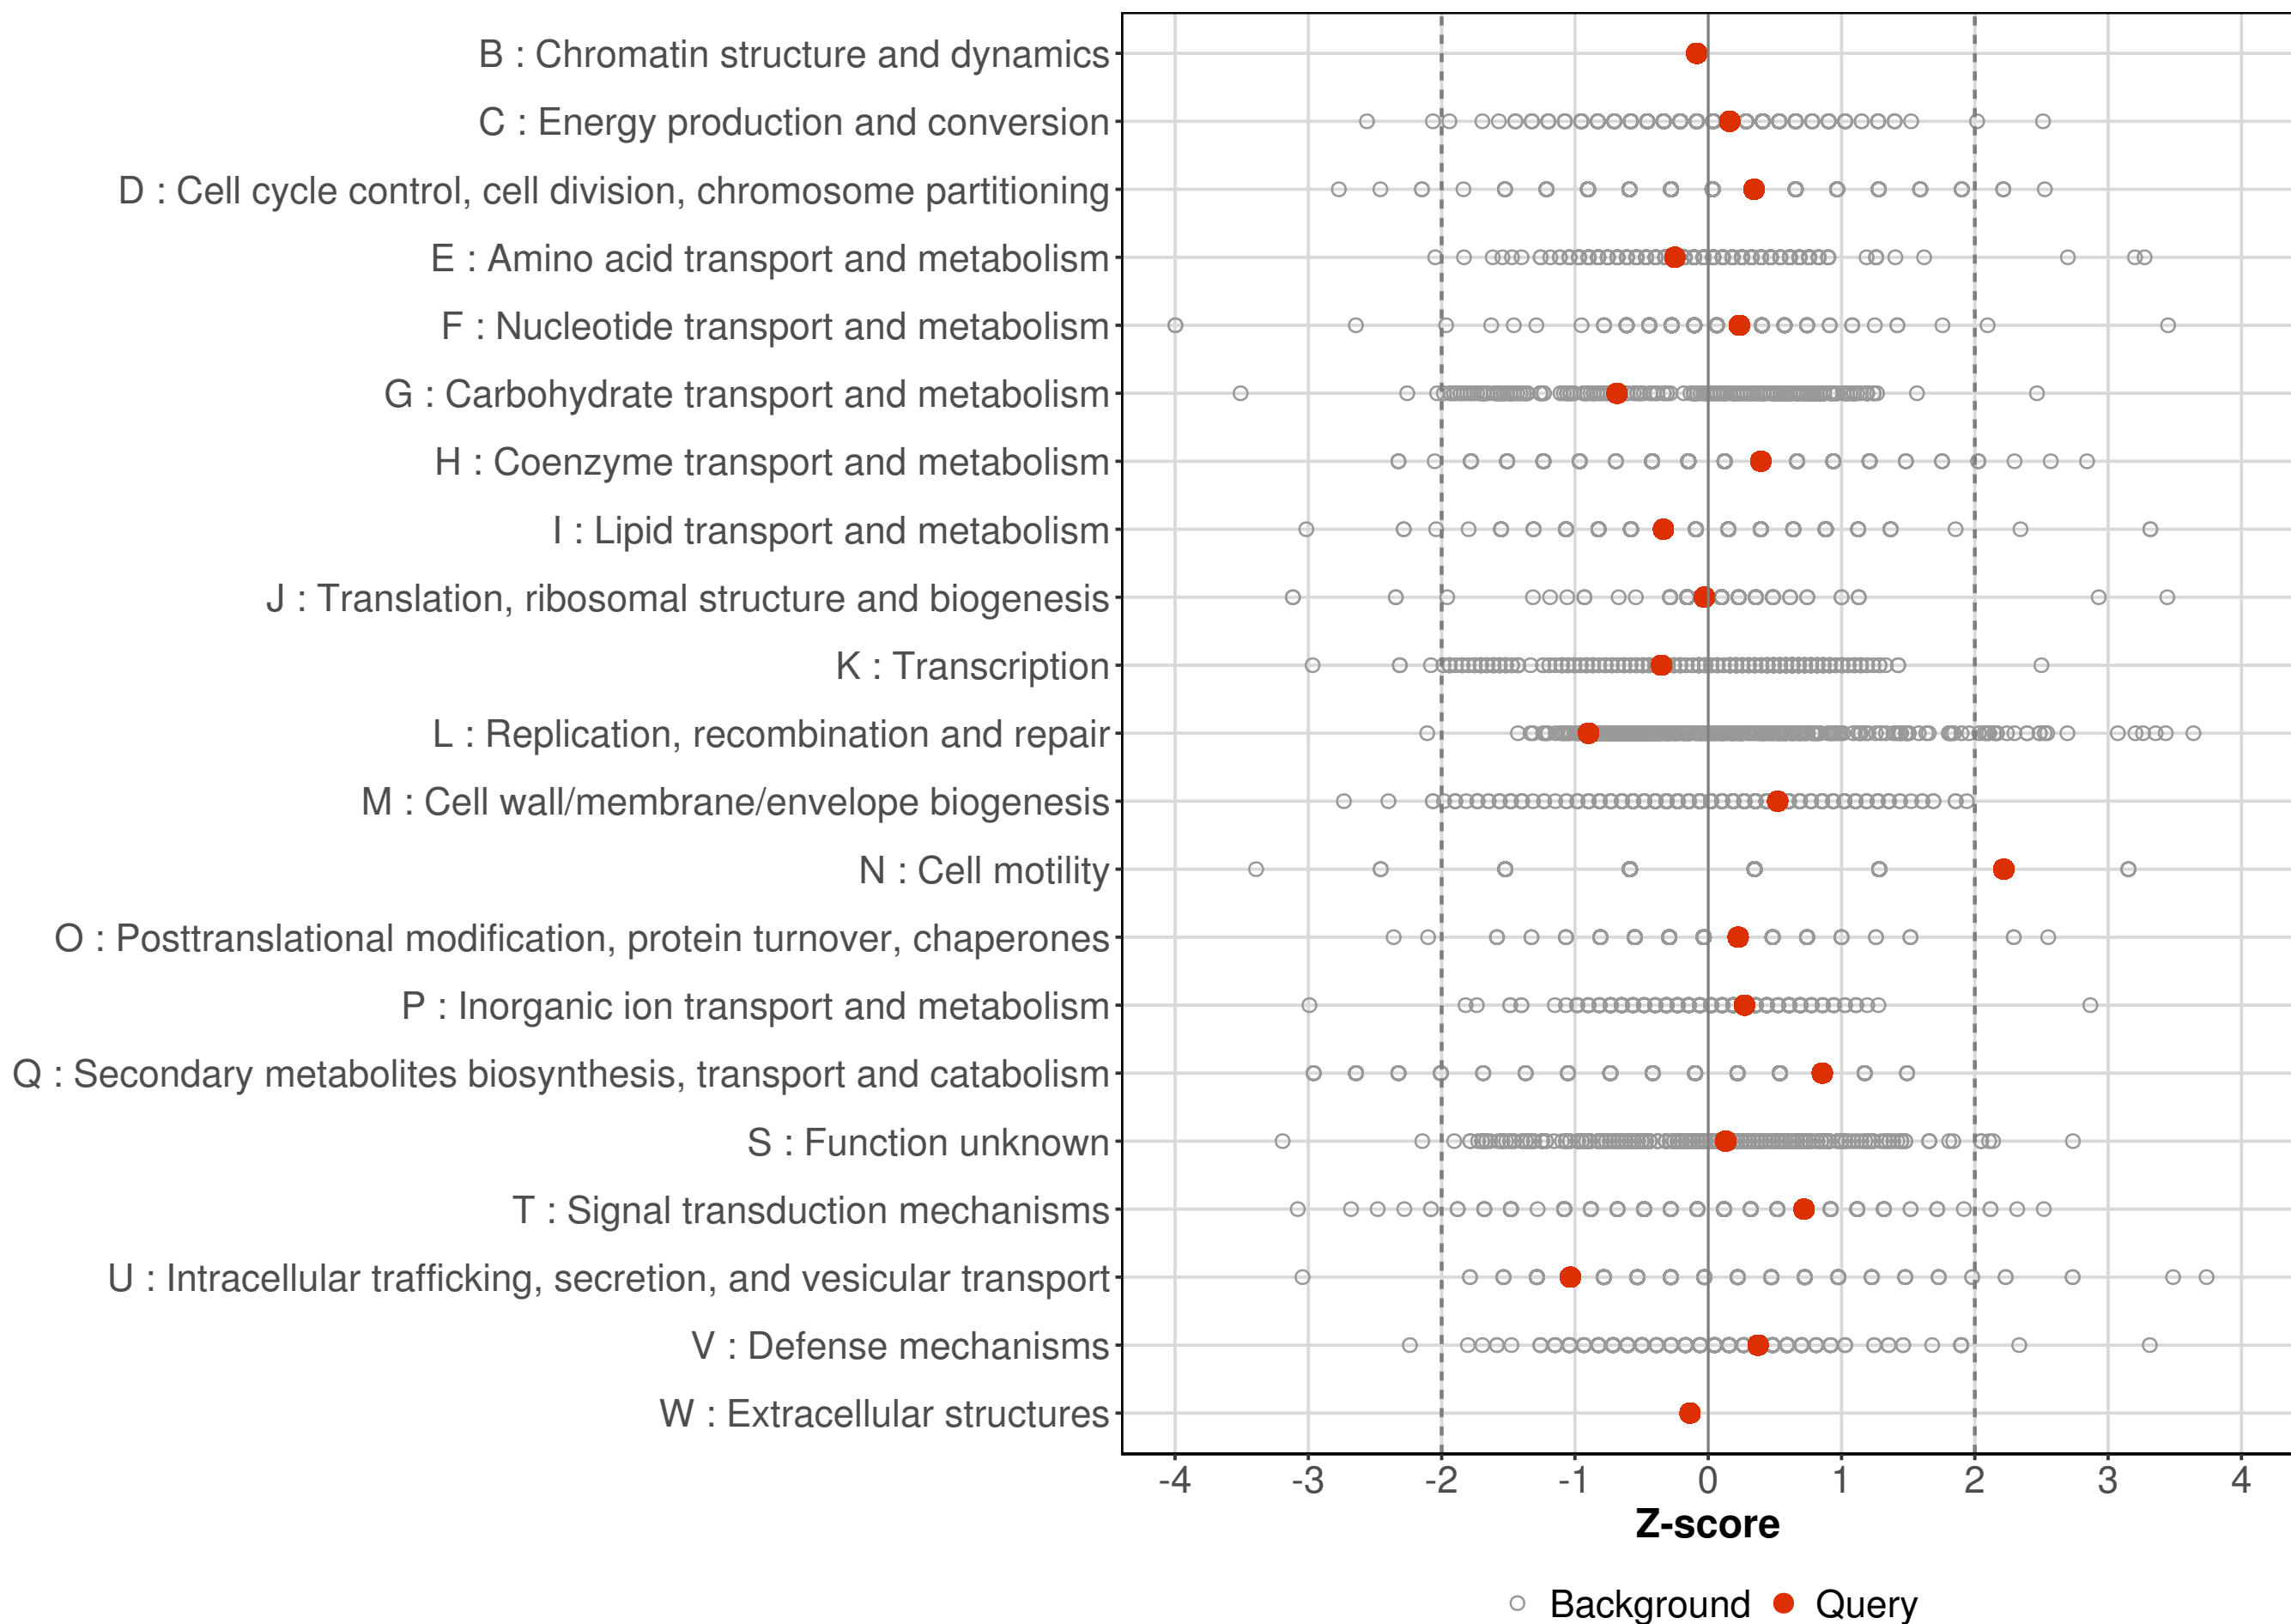 B : Chromatin structure and dynamics
C : Energy production and conversion
D : Cell cycle control, cell division, chromosome partitioning
E : Amino acid transport and metabolism
F : Nucleotide transport and metabolism
G : Carbohydrate transport and metabolism
H : Coenzyme transport and metabolism
I : Lipid transport and metabolism
J : Translation, ribosomal structure and biogenesis
K : Transcription
L : Replication, recombination and repair
M : Cell wall/membrane/envelope biogenesis
N : Cell motility
O : Posttranslational modification, protein turnover, chaperones
P : Inorganic ion transport and metabolism
Q : Secondary metabolites biosynthesis, transport and catabolism
S : Function unknown
T : Signal transduction mechanisms
U : Intracellular trafficking, secretion, and vesicular transport
V : Defense mechanisms
W : Extracellular structures
-4 -3 -2 -1 0 1 2 3 4
Z-score
Background Query